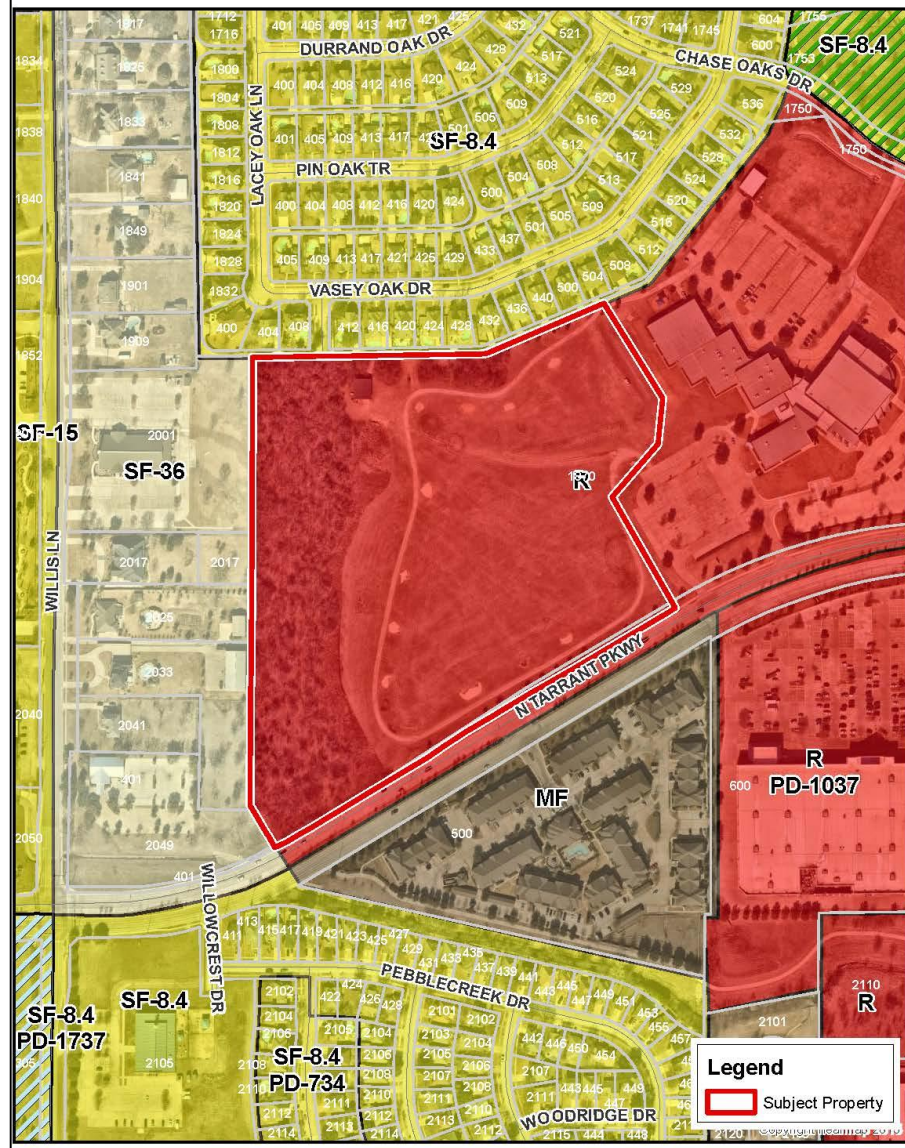 1712
1716
401 405 409 413 417 421 425
432
521
1737 1741 1745
604
600
1755
1753
SF-8.4
DURRAND OAK DR
CHASE OAKS DR
1817
1825
1833
1841
1849
1901
1909
1834
1838
1840
1904
1652
1800
1804
1808
1812
1816
1820
1824
1828
1832
LACEY OAK LN
400 404 408 412 416 420 424 428
517
513
509
505
501
524
520
516
512
508
504
500
529
525
521
517
513
509
505
501
536
532
528
524
520
516
512
508
504
500
1750
1750
401 405 409 413 417
SF-8.4
PIN OAK TR
400 404 408 412 416 420 424
405 409 413 417 421 425 429
433
437
VASEY OAK DR
400 404 408
412 416 420 424 428 432 436 440
SF-15
2001
SF-36
R
WILLIS LN
2017 2017
2025
2033
2040
2041
401
2050
2049
401
N TARRANT PKWY
MF
500
R
PD-1037
600
WILLOWCREST DR
411 413 415 417 419 421 423 425 427
429 431 433 435 437 439 441 443 445 447 449 451 453 455 457
PEBBLECREEK DR
SF-8.4
PD-1737
SF-8.4
2105
SF-8.4
PD-734
2102
2104
2106
2108
2110
2112
2114
422 424 426 428
2105
2107
2109
2111
2113
2104
2106
2108
2110
2112
2114
2101
2103
2105
2107
2109
2111
2113
2102
2104
2106
2108
2110
2112
442 446 450 454
443 445 449
447
2111
2115 444 448
WOODRIDGE DR
2101
2110
R
2120
Legend
Subject Property